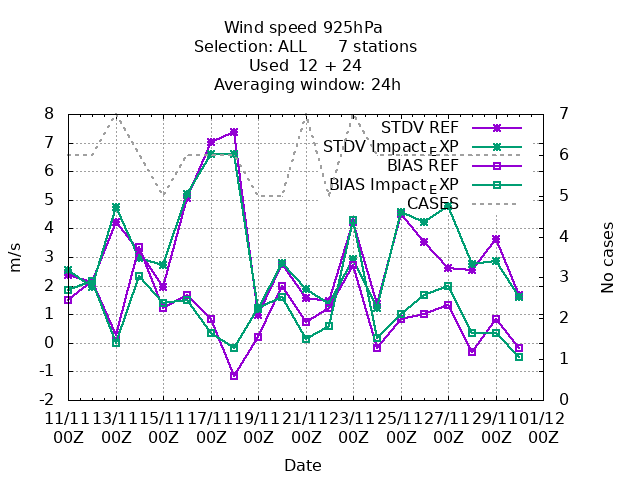 Wind speed 925hPa
Selection: ALL 7 stations
Used 12 + 24
Averaging window: 24h
8 7
7 STDV REF
6 STDV Impact_EXP 6
BIAS REF
BIAS Impact_EXP
5 CASES 5
4 4
3 3
2
1 2
0 1
-1
-2 0
m/s
No cases
11/11 13/11 15/11 17/11 19/11 21/11 23/11 25/11 27/11 29/11 01/12
00Z 00Z 00Z 00Z 00Z 00Z 00Z 00Z 00Z 00Z 00Z
Date